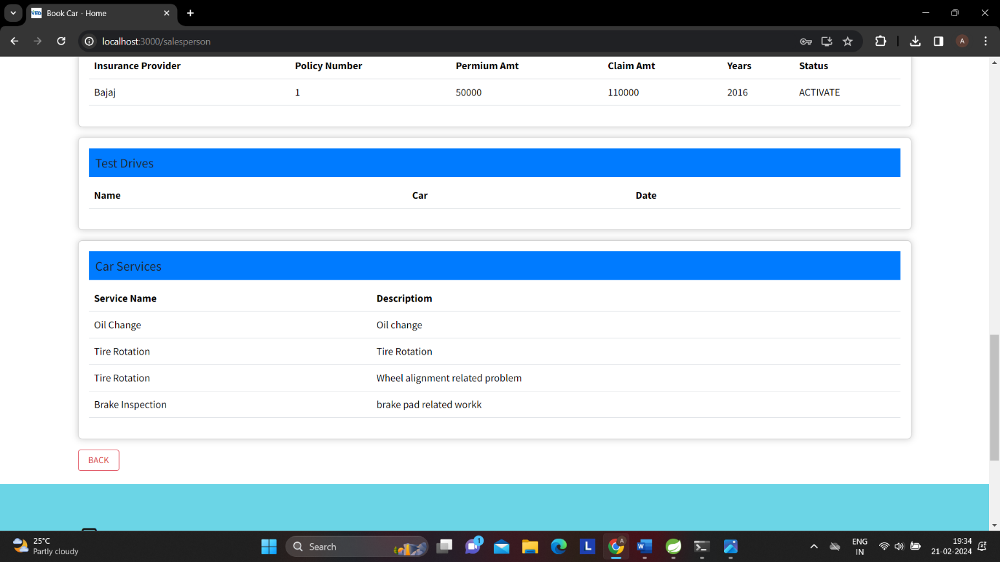 VMS Book Car - Home
localhost:3000/salesperson
A
Insurance Provider Policy Number Permium Amt Claim Amt Years Status
Bajaj 1 50000 110000 2016 ACTIVATE
Test Drives
Name Car Date
Car Services
Service Name Descriptiom
Oil Change Oil change
Tire Rotation Tire Rotation
Tire Rotation Wheel alignment related problem
Brake Inspection brake pad related workk
BACK
25°C
Partly cloudy
Search
1
L
A
W
ENG
IN
19:34
21-02-2024